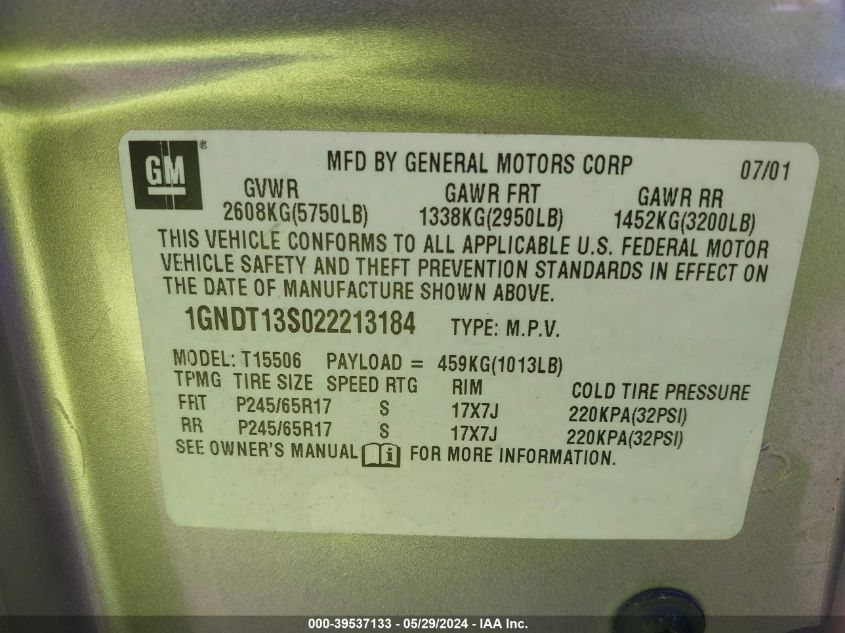 GM®
MFD BY GENERAL MOTORS CORP 07/01
GVWR GAWR FRT GAWR RR
2608KG(5750LB) 1338KG(2950LB) 1452KG(3200LB)
THIS VEHICLE CONFORMS TO ALL APPLICABLE U.S. FEDERAL MOTOR
VEHICLE SAFETY AND THEFT PREVENTION STANDARDS IN EFFECT ON
THE DATE OF MANUFACTURE SHOWN ABOVE.
1GNDT13S022213184 TYPE: M.P.V.
MODEL: T15506 PAYLOAD = 459KG(1013LB)
TPMG TIRE SIZE SPEED RTG RIM COLD TIRE PRESSURE
FRT P245/65R17 S 17X7J 220KPA(32PSI)
RR P245/65R17 S 17X7J 220KPA(32PSI)
SEE OWNER'S MANUAL i FOR MORE INFORMATION.
000-39537133 - 05/29/2024 - IAA Inc.